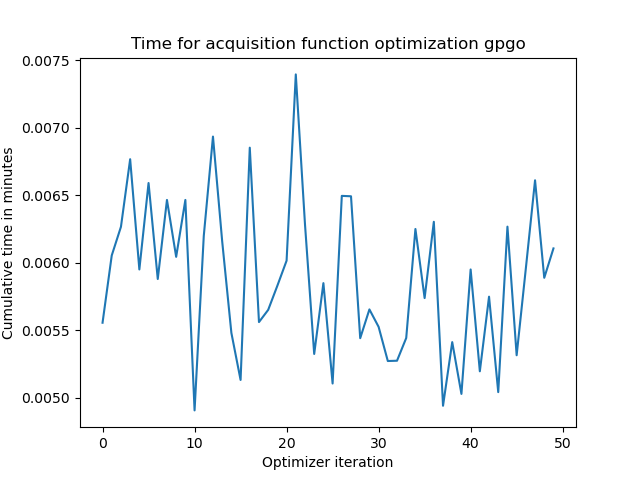 Time for acquisition function optimization gpgo
Cumulative time in minutes
0.0075
0.0070
0.0065
0.0060
0.0055
0.0050
0 10 20 30 40 50
Optimizer iteration